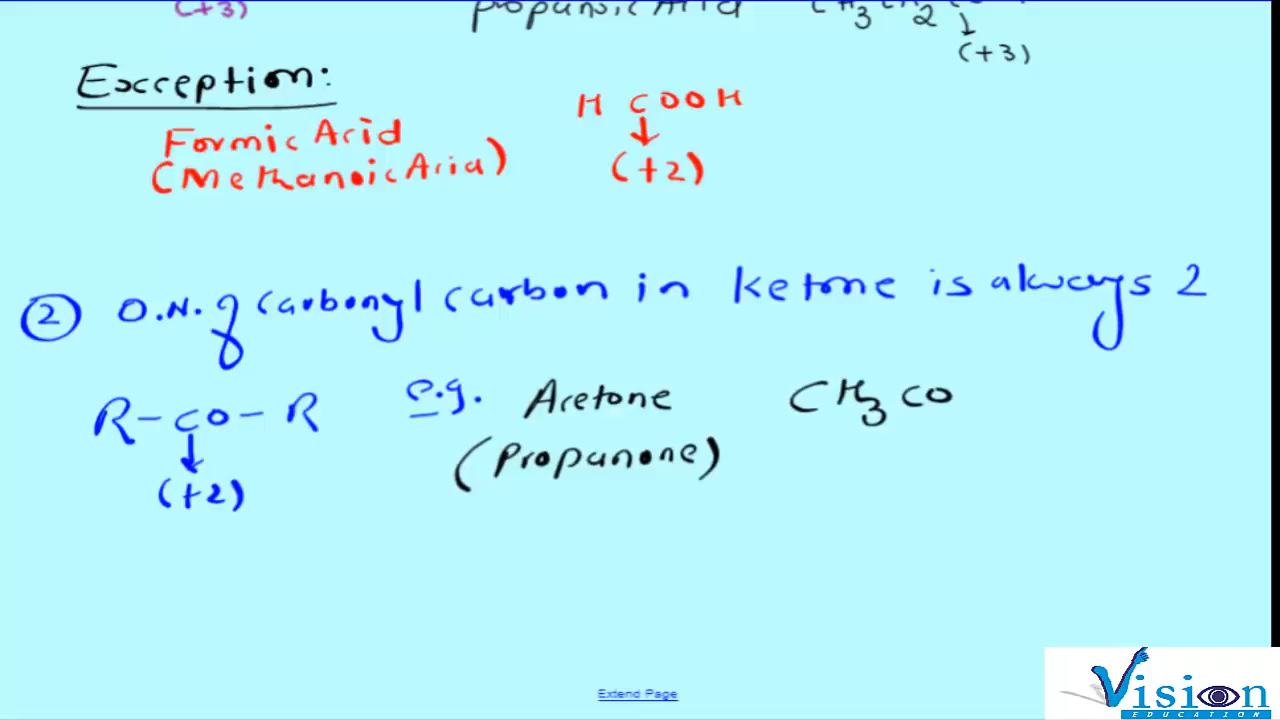 (+3) propanoic Acid CH3CH2
(+3)
Exception:
Formic Acid H COOH
(Methanoic Acid) (+2)
② O.N. of carbonyl carbon in ketone is always 2
R-CO-R e.g. Acetone CH3CO
(+2) (Propanone)
Extend Page
Vision
EDUCATION